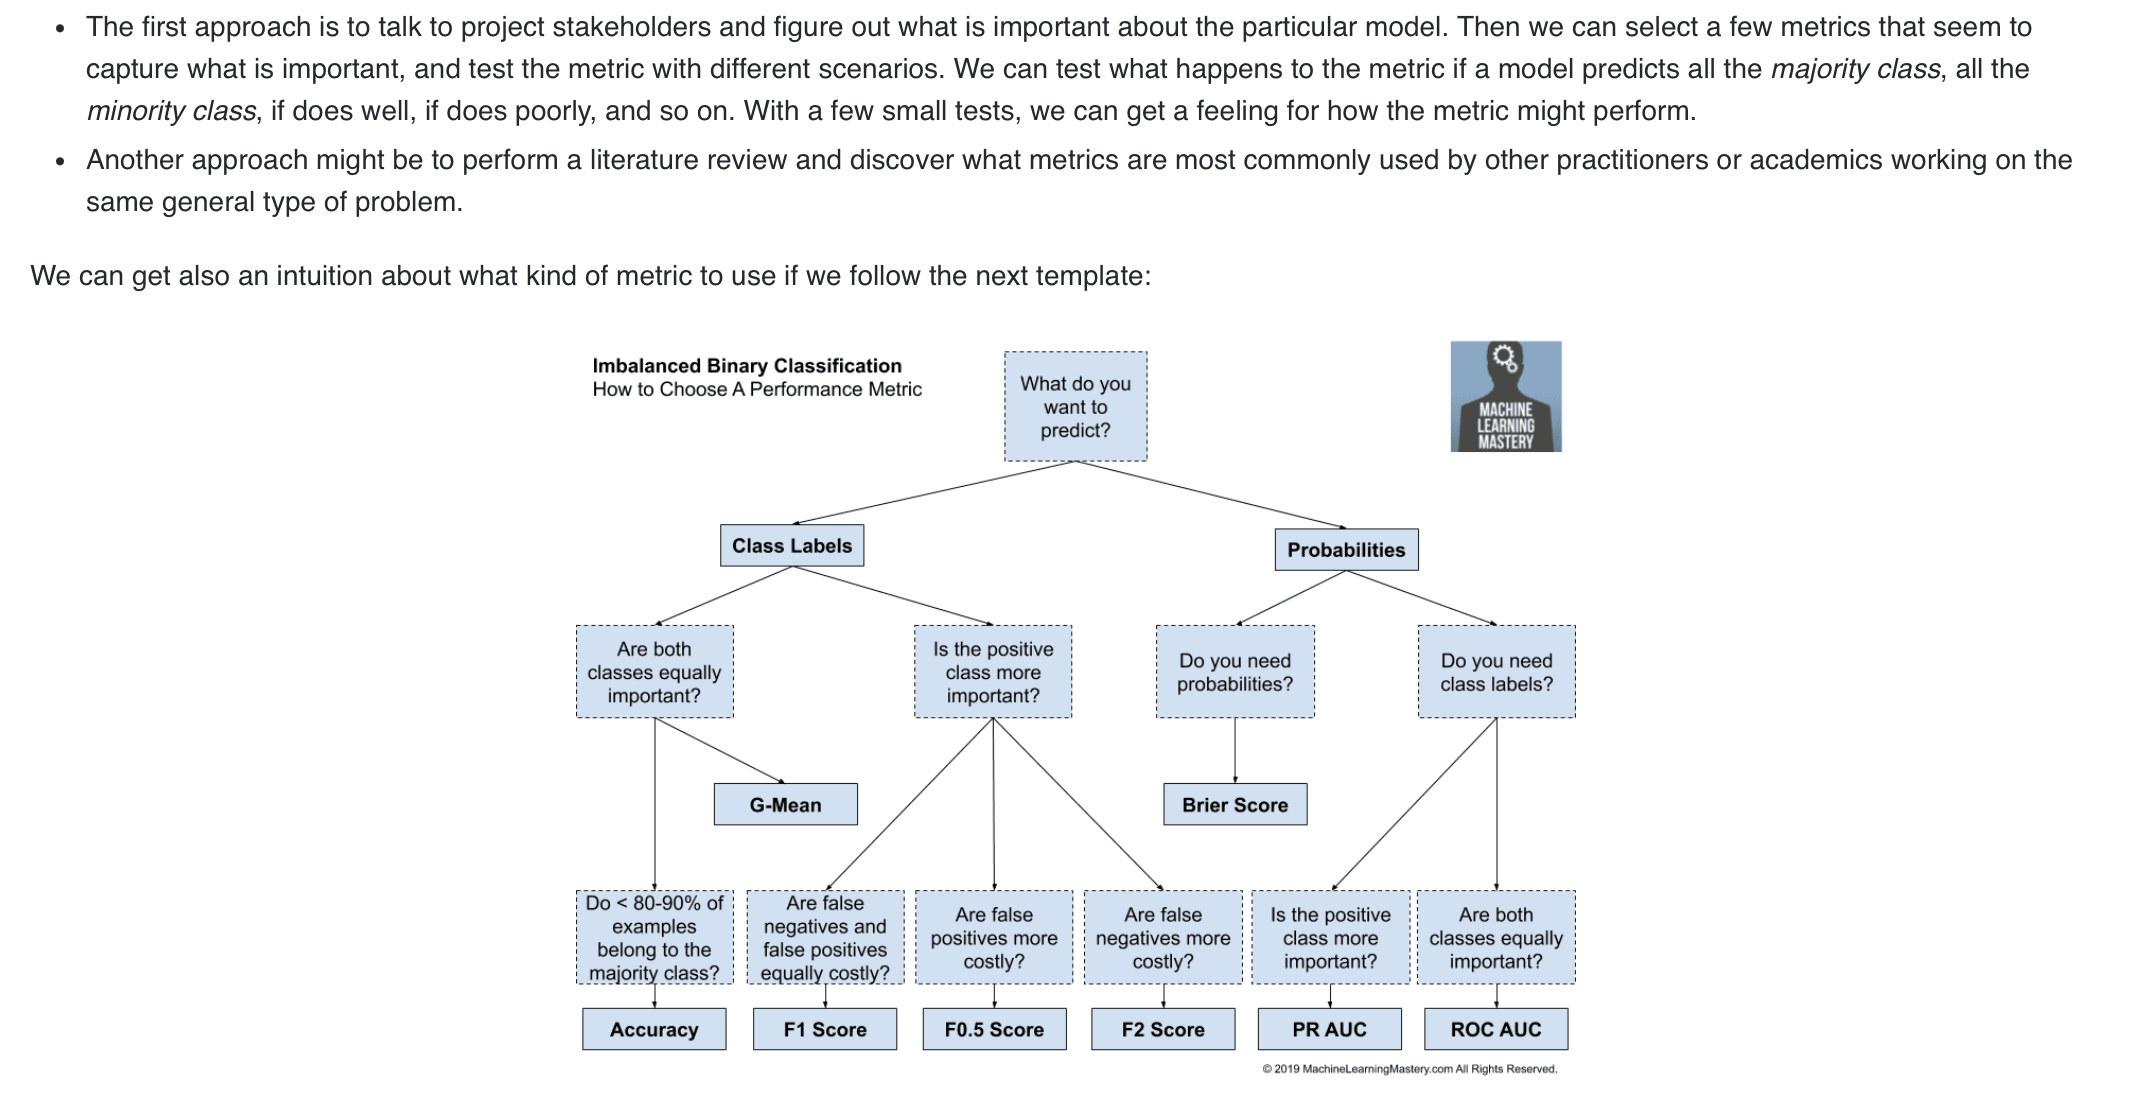 The first approach is to talk to project stakeholders and figure out what is important about the particular model. Then we can select a few metrics that seem to
capture what is important, and test the metric with different scenarios. We can test what happens to the metric if a model predicts all the majority class, all the
minority class, if does well, if does poorly, and so on. With a few small tests, we can get a feeling for how the metric might perform.
Another approach might be to perform a literature review and discover what metrics are most commonly used by other practitioners or academics working on the
same general type of problem.
We can get also an intuition about what kind of metric to use if we follow the next template:
Imbalanced Binary Classification
How to Choose A Performance Metric
What do you
want to
predict?
MACHINE
LEARNING
MASTERY
Class Labels
Probabilities
Are both
classes equally
important?
Is the positive
class more
important?
Do you need
probabilities?
Do you need
class labels?
G-Mean
Brier Score
Do < 80-90% of
examples
belong to the
majority class?
Are false
negatives and
false positives
equally costly?
Are false
positives more
costly?
Are false
negatives more
costly?
Is the positive
class more
important?
Are both
classes equally
important?
Accuracy
F1 Score
F0.5 Score
F2 Score
PR AUC
ROC AUC
© 2019 MachineLearningMastery.com All Rights Reserved.